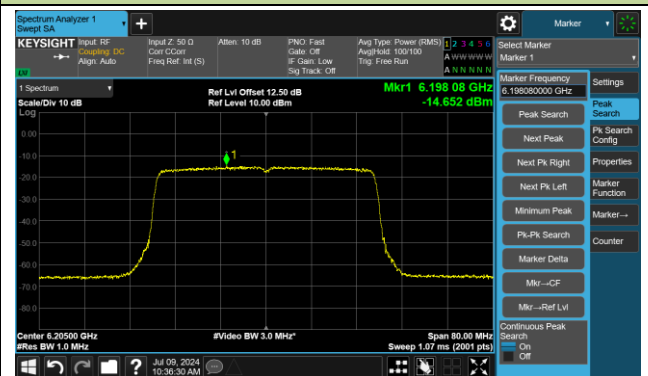 Spectrum Analyzer 1
Swept SA
Marker
KEYSIGHT
Input: RF
Coupling: DC
Align: Auto
Input Z: 50 Ω
Corr CCorr
Freq Ref: Int (S)
Atten: 10 dB
PNO: Fast
Gate: Off
IF Gain: Low
Sig Track: Off
Avg Type: Power (RMS)
Avg|Hold: 100/100
Trig: Free Run
1 2 3 4 5 6
A W W W W W
A N N N N N
Select Marker
Marker 1
LXI
1 Spectrum
Scale/Div 10 dB
Log
Ref Lvl Offset 12.50 dB
Ref Level 10.00 dBm
Mkr1 6.198 08 GHz
-14.652 dBm
0.00
-10.0
-20.0
-30.0
-40.0
-50.0
-60.0
-70.0
-80.0
1
Center 6.20500 GHz
#Res BW 1.0 MHz
#Video BW 3.0 MHz*
Span 80.00 MHz
Sweep 1.07 ms (2001 pts)
Marker Frequency
6.198080000 GHz
Peak Search
Next Peak
Next Pk Right
Next Pk Left
Minimum Peak
Pk-Pk Search
Marker Delta
Mkr→CF
Mkr→Ref Lvl
Continuous Peak
Search
On
Off
Settings
Peak
Search
Pk Search
Config
Properties
Marker
Function
Marker→
Counter
Jul 09, 2024
10:36:30 AM